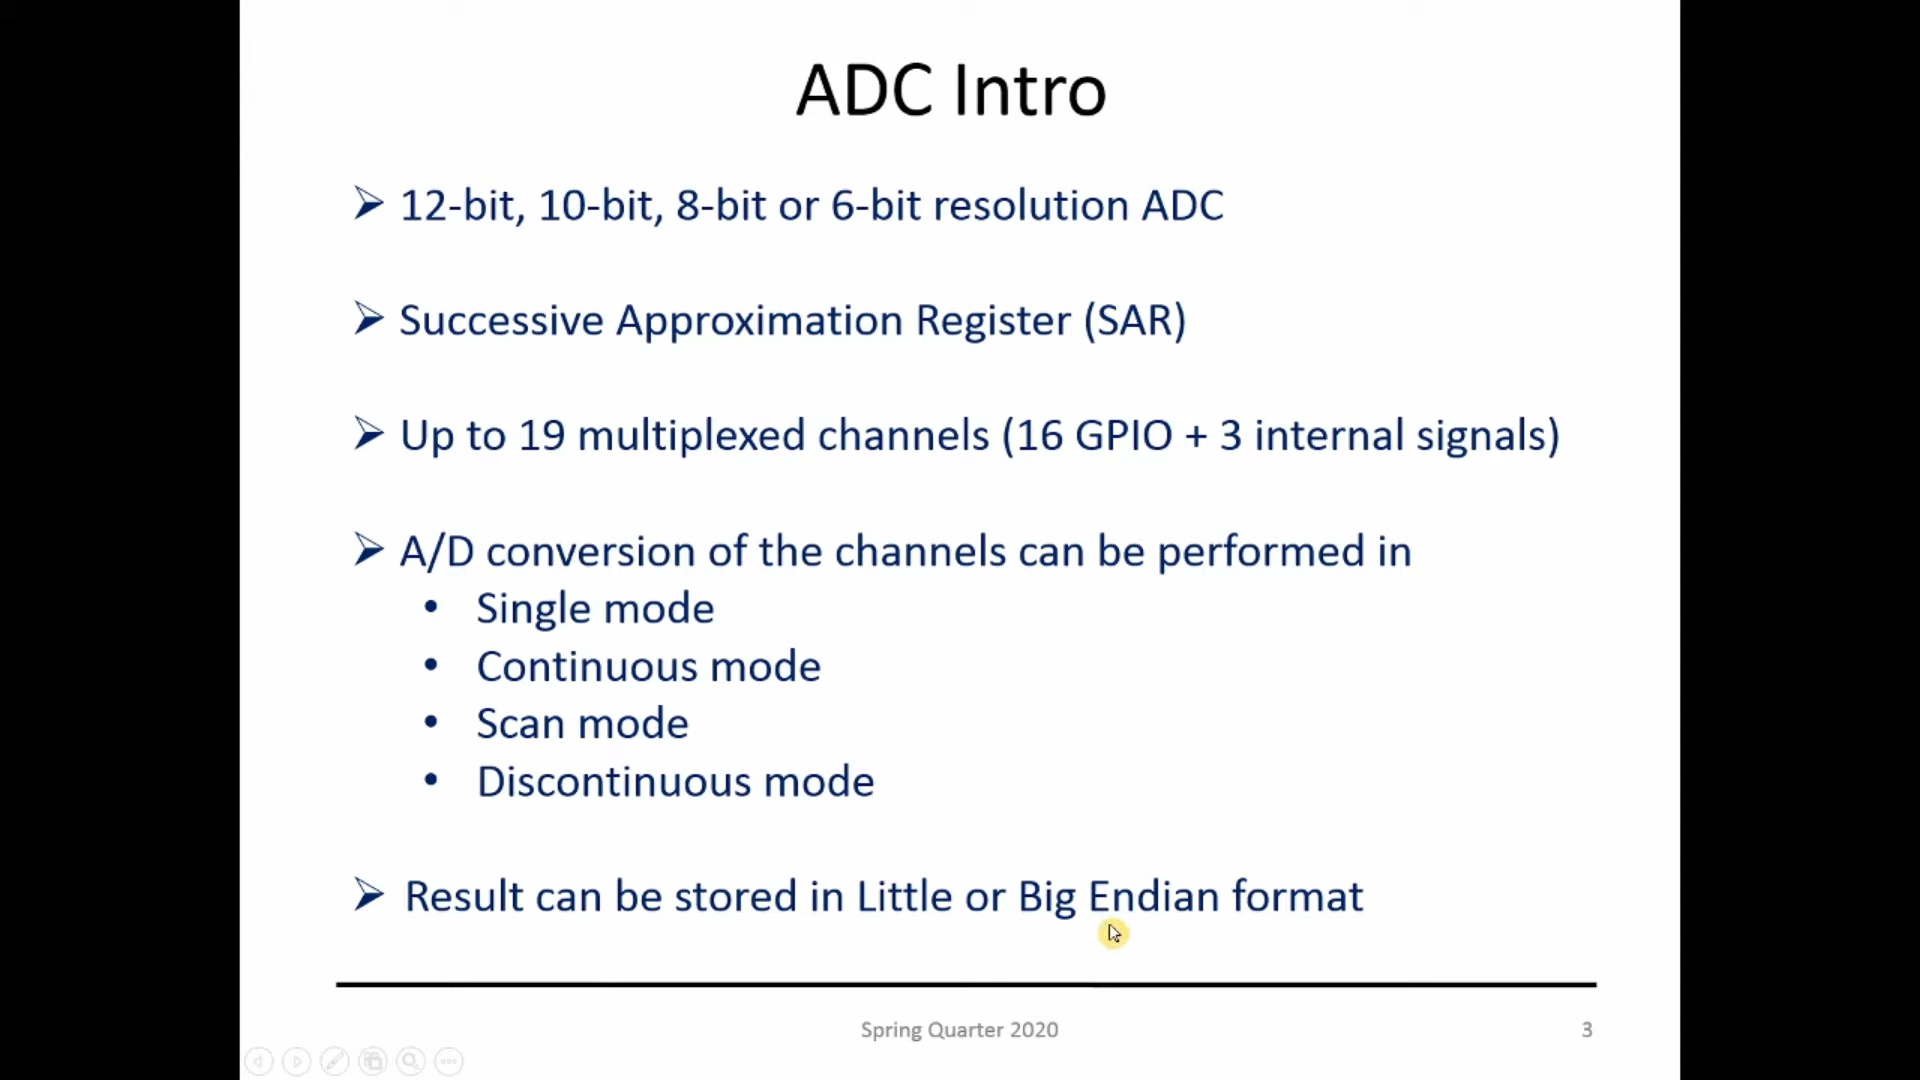 ADC Intro
➢ 12-bit, 10-bit, 8-bit or 6-bit resolution ADC
➢ Successive Approximation Register (SAR)
➢ Up to 19 multiplexed channels (16 GPIO + 3 internal signals)
➢ A/D conversion of the channels can be performed in
• Single mode
• Continuous mode
• Scan mode
• Discontinuous mode
➢ Result can be stored in Little or Big Endian format
Spring Quarter 2020
3